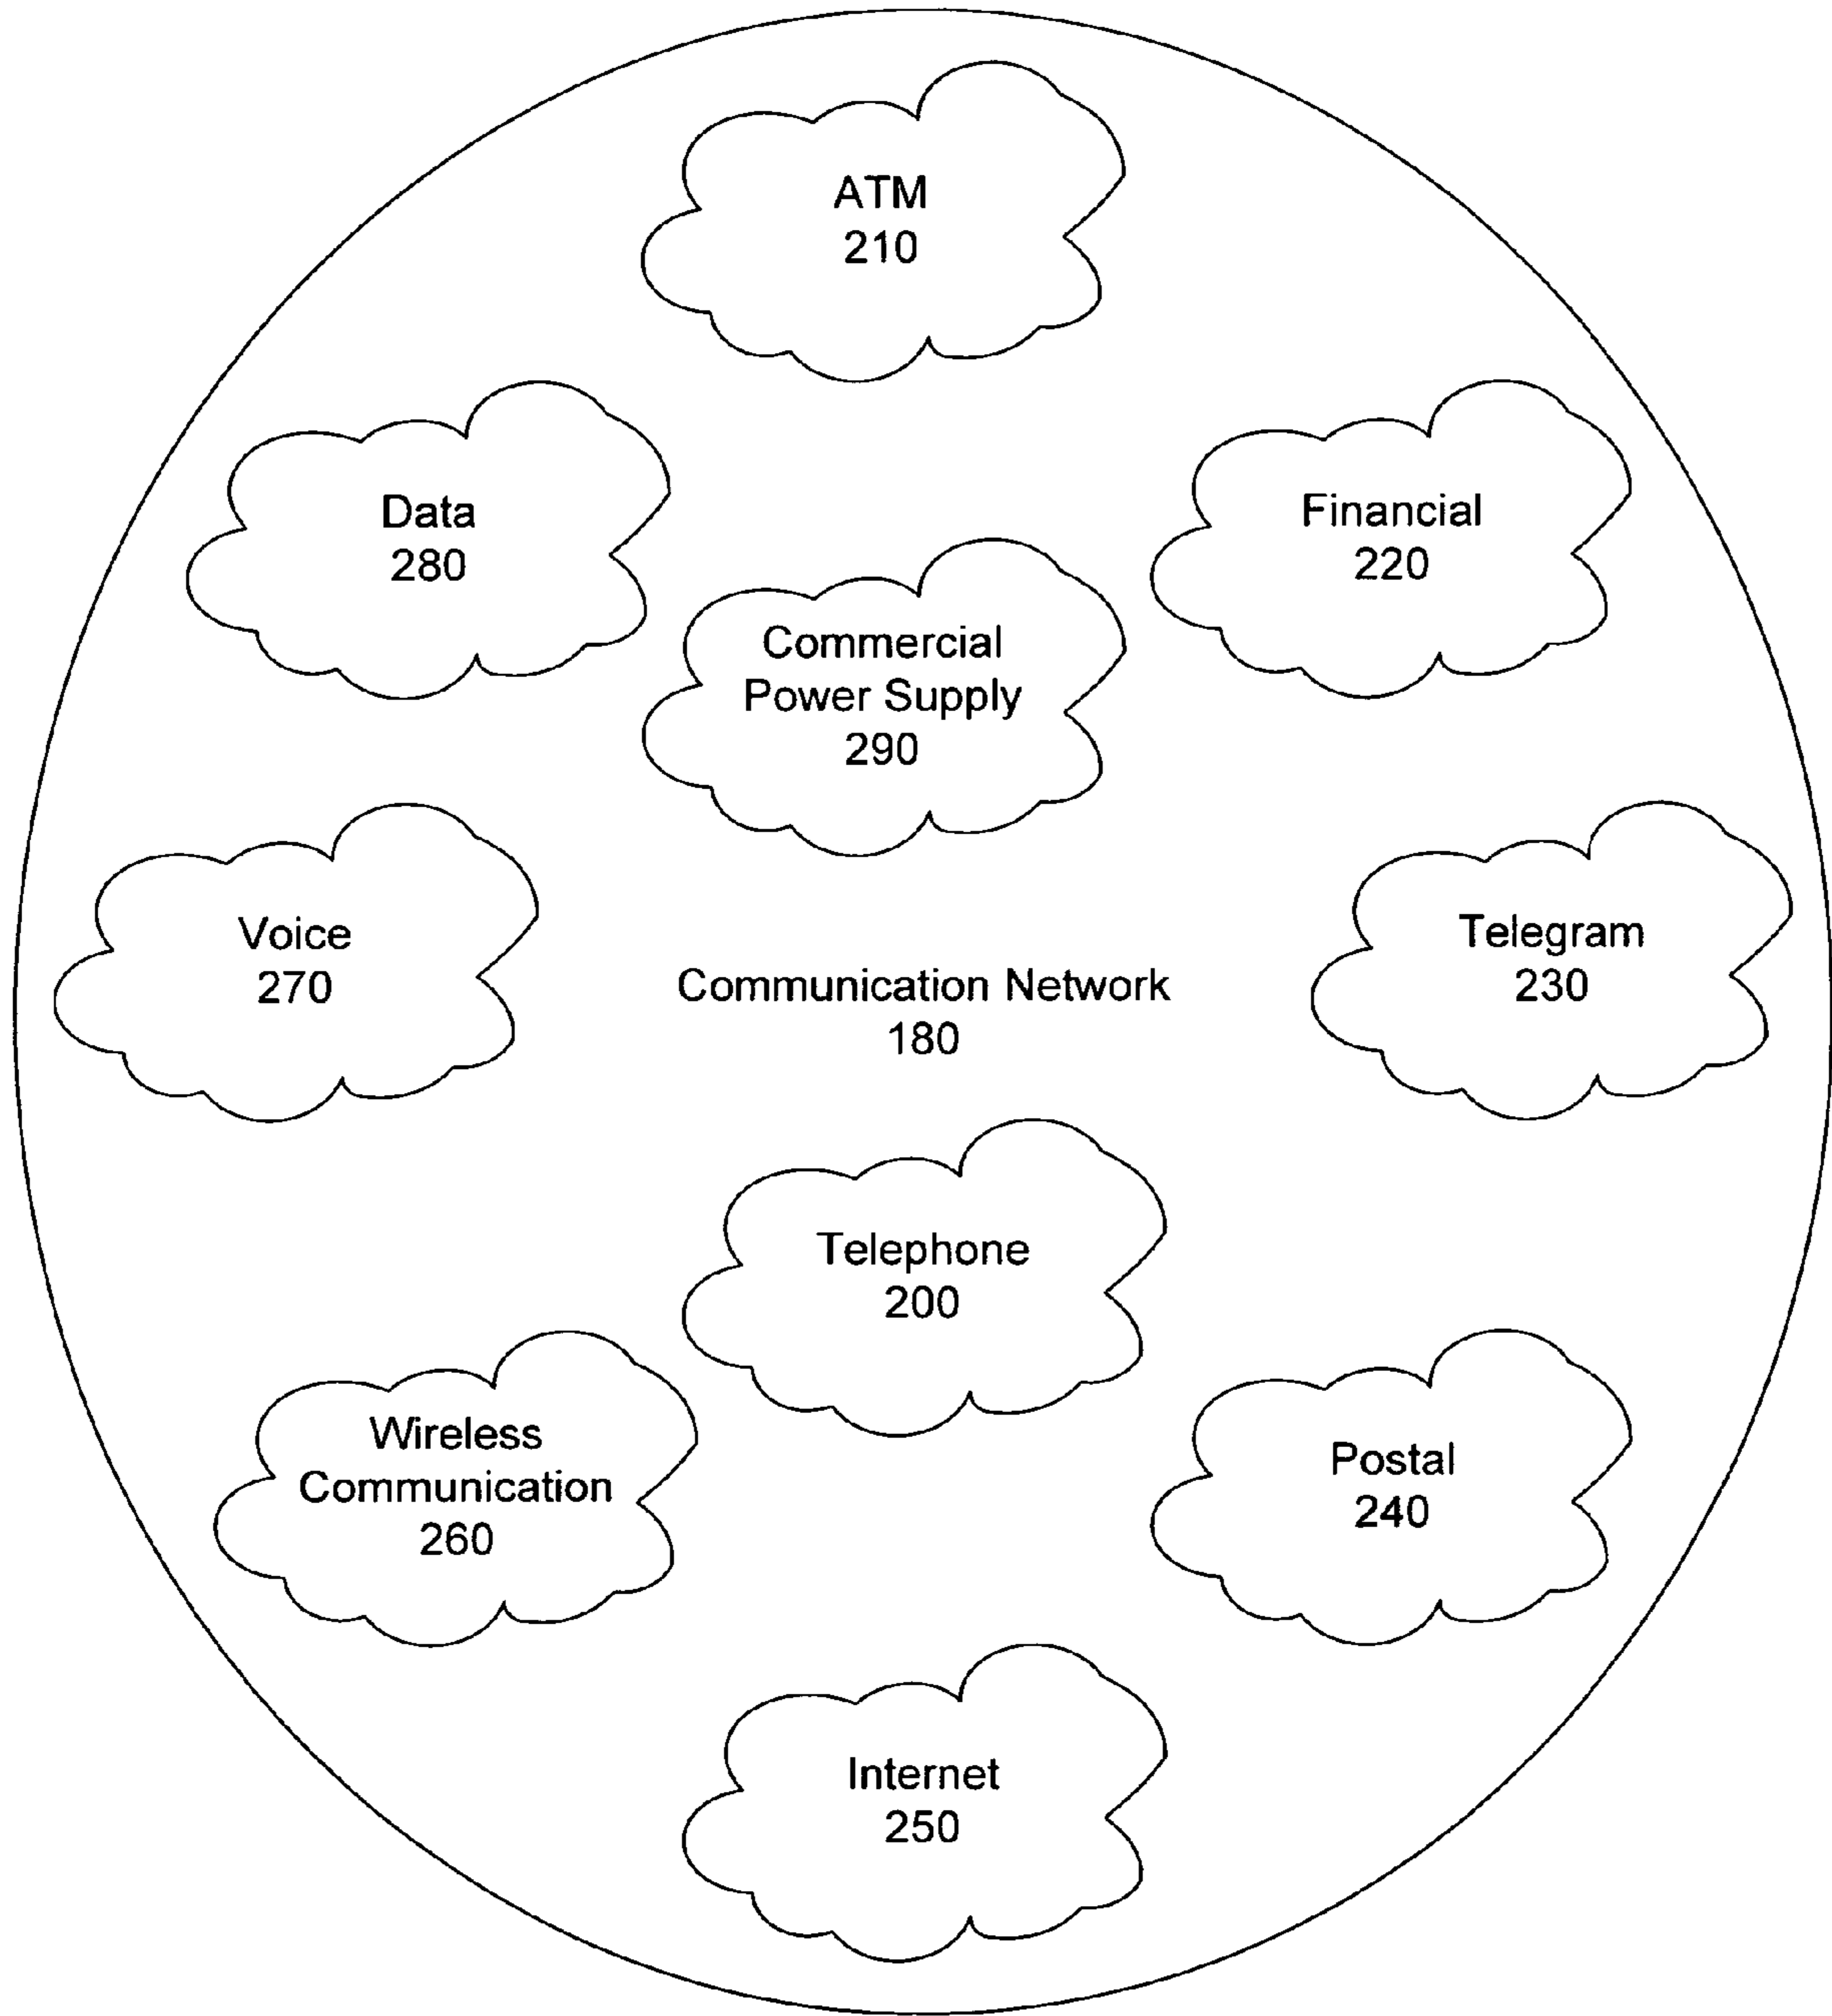 ATM
210
Data
280
Financial
220
Commercial
Power Supply
290
Voice
270
Communication Network
180
Telegram
230
Telephone
200
Wireless
Communication
260
Postal
240
Internet
250